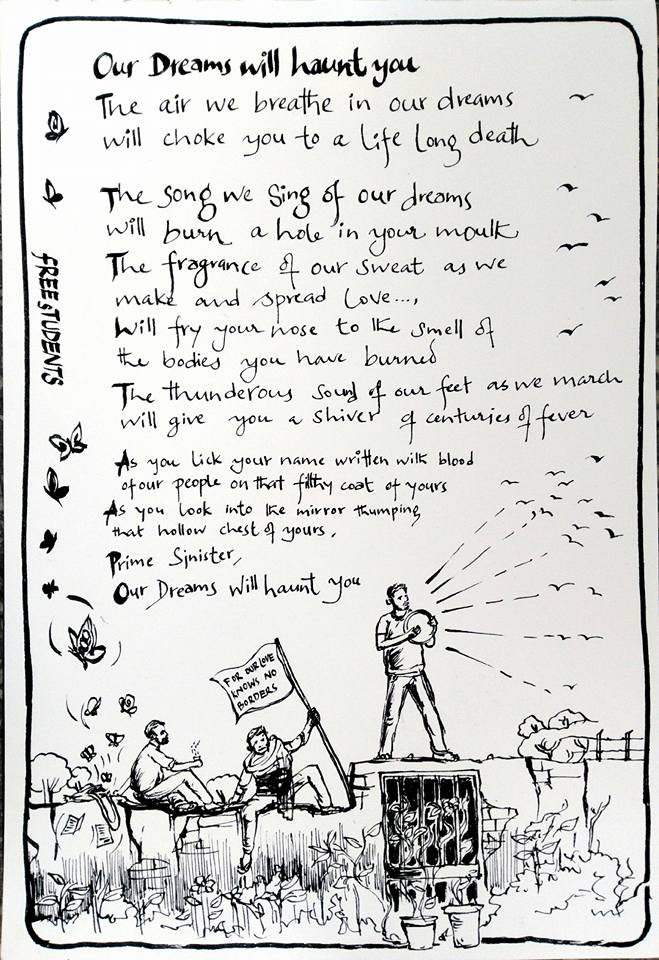 Our Dreams will haunt you
The air we breathe in our dreams
will choke you to a life long death
The song we sing of our dreams
will burn a hole in your moulk
The fragrance of our sweat as we
make and spread love...,
Will fry your nose to the smell of
the bodies you have burned
The thunderous sound of our feet as we march
will give you a shiver of centuries of fever
As you lick your name written with blood
of our people on that filthy coat of yours
As you look into the mirror thumping
that hollow chest of yours,
Prime Sinister,
Our Dreams will haunt you
FREE STUDENTS
FOR OUR LOVE
KNOWS NO
BORDERS